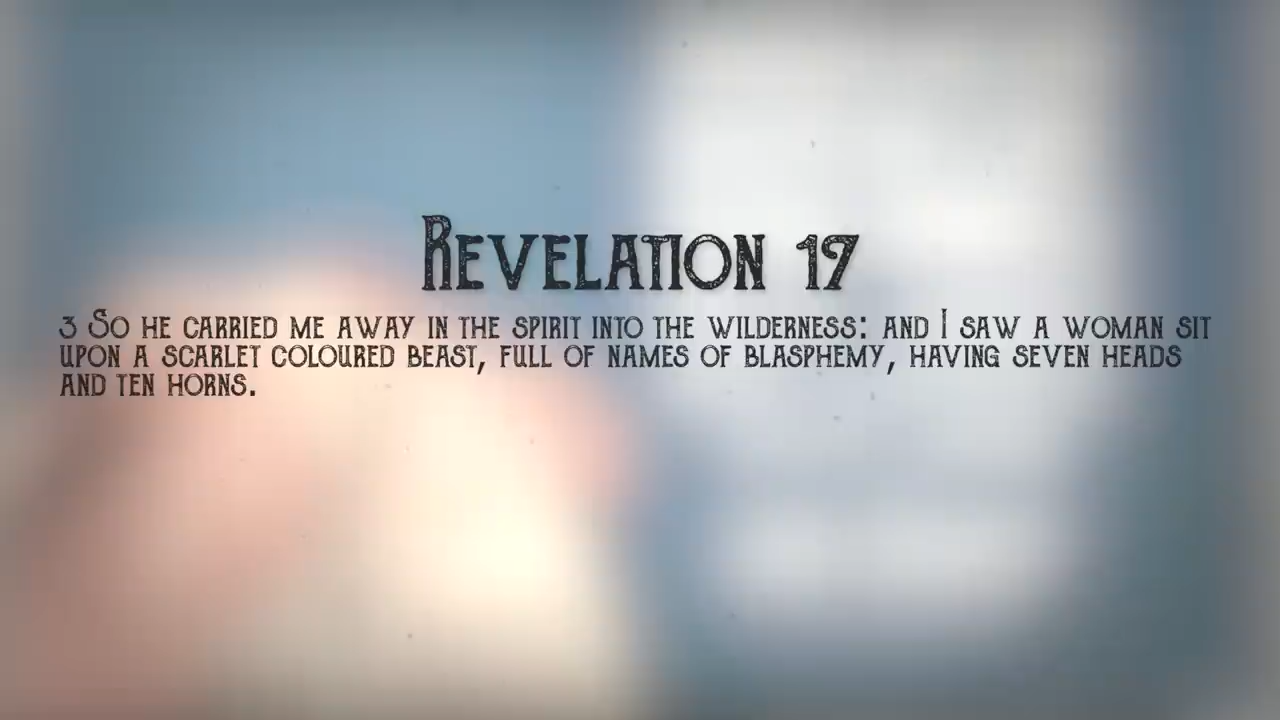 Revelation 17
3 So he carried me away in the spirit into the wilderness: and I saw a woman sit
upon a scarlet coloured beast, full of names of blasphemy, having seven heads
and ten horns.